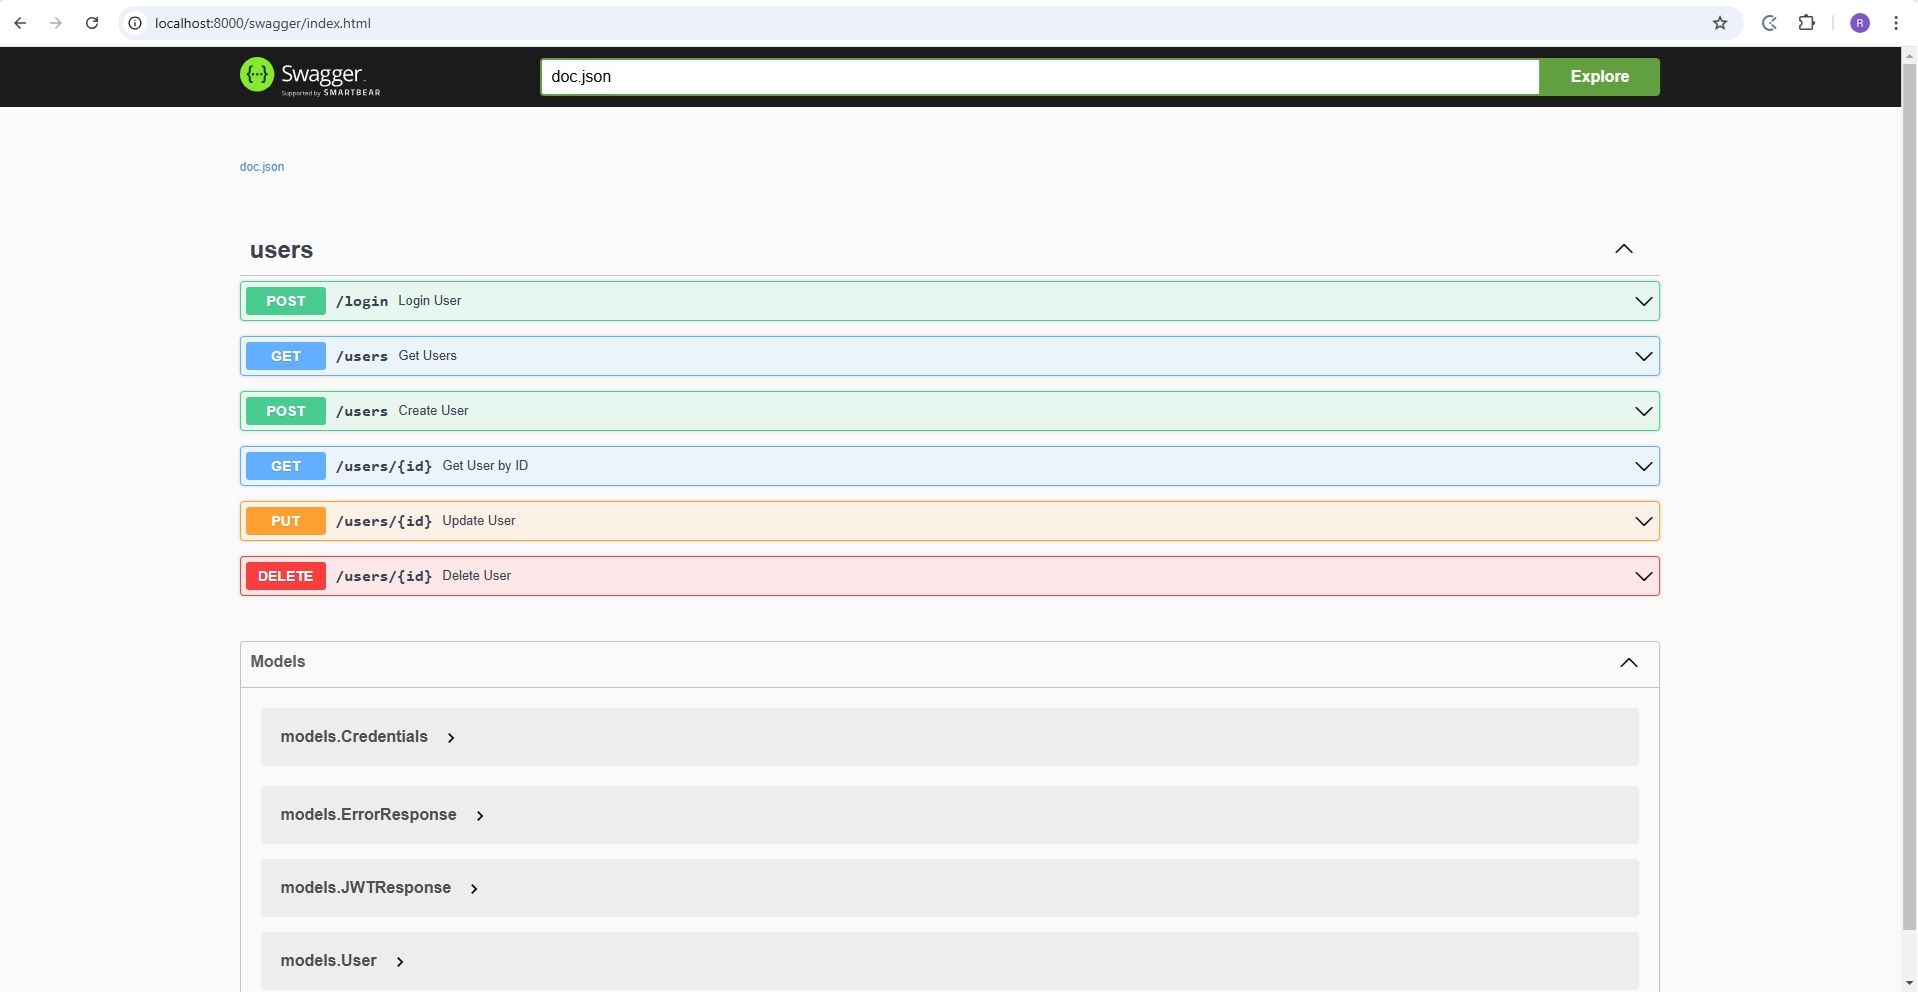 localhost:8000/swagger/index.html
R
{···} Swagger.
Supported by SMARTBEAR
doc.json
Explore
doc.json
users
POST /login Login User
GET /users Get Users
POST /users Create User
GET /users/{id} Get User by ID
PUT /users/{id} Update User
DELETE /users/{id} Delete User
Models
models.Credentials
models.ErrorResponse
models.JWTResponse
models.User